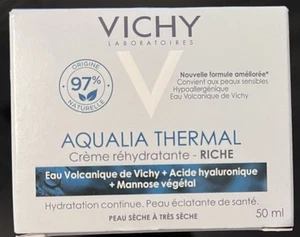 VICHY
LABORATOIRES
ORIGINE
97%
NATURELLE
Nouvelle formule améliorée*
Convient aux peaux sensibles
Hypoallergénique
Eau Volcanique de Vichy
AQUALIA THERMAL
Crème réhydratante - RICHE
Eau Volcanique de Vichy + Acide hyaluronique
+ Mannose végétal
Hydratation continue. Peau éclatante de santé.
PEAU SÈCHE À TRÈS SÈCHE
50 ml